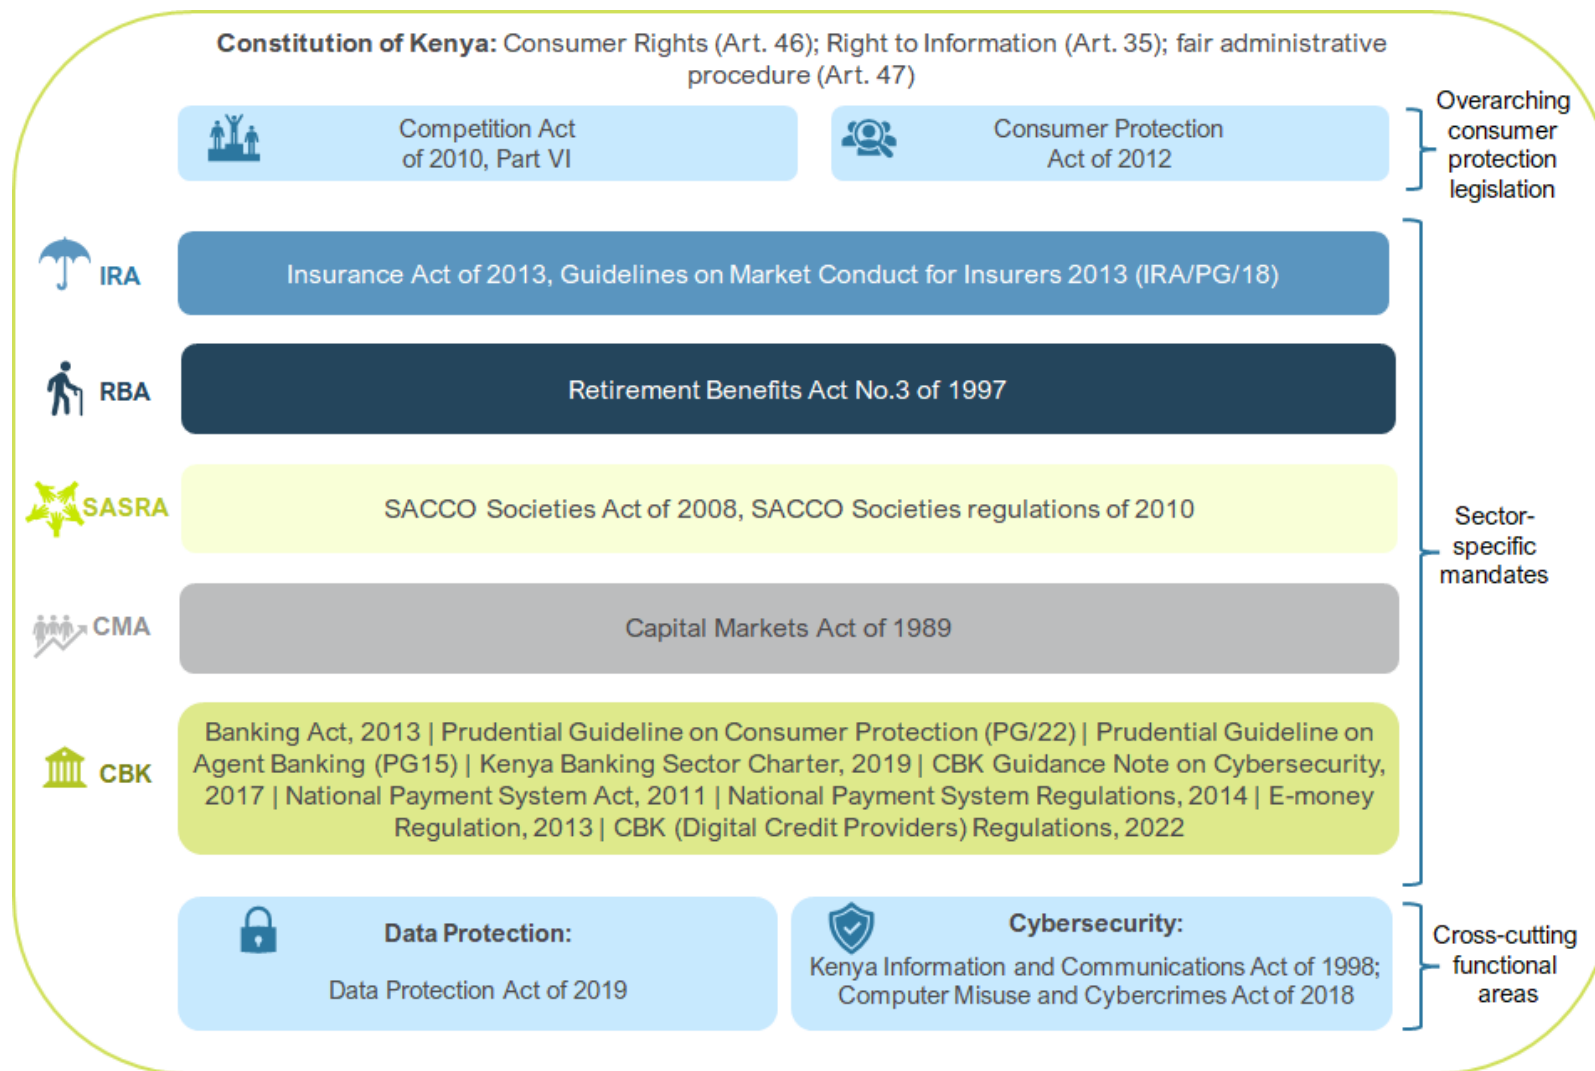 Constitution of Kenya: Consumer Rights (Art. 46); Right to Information (Art. 35); fair administrative
procedure (Art. 47)
Competition Act
of 2010, Part VI
Consumer Protection
Act of 2012
Overarching
consumer
protection
legislation
IRA
Insurance Act of 2013, Guidelines on Market Conduct for Insurers 2013 (IRA/PG/18)
RBA
Retirement Benefits Act No.3 of 1997
SASRA
SACCO Societies Act of 2008, SACCO Societies regulations of 2010
Sector-
specific
mandates
CMA
Capital Markets Act of 1989
CBK
Banking Act, 2013 | Prudential Guideline on Consumer Protection (PG/22) | Prudential Guideline on
Agent Banking (PG15) | Kenya Banking Sector Charter, 2019 | CBK Guidance Note on Cybersecurity,
2017 | National Payment System Act, 2011 | National Payment System Regulations, 2014 | E-money
Regulation, 2013 | CBK (Digital Credit Providers) Regulations, 2022
Data Protection:
Data Protection Act of 2019
Cybersecurity:
Kenya Information and Communications Act of 1998;
Computer Misuse and Cybercrimes Act of 2018
Cross-cutting
functional
areas